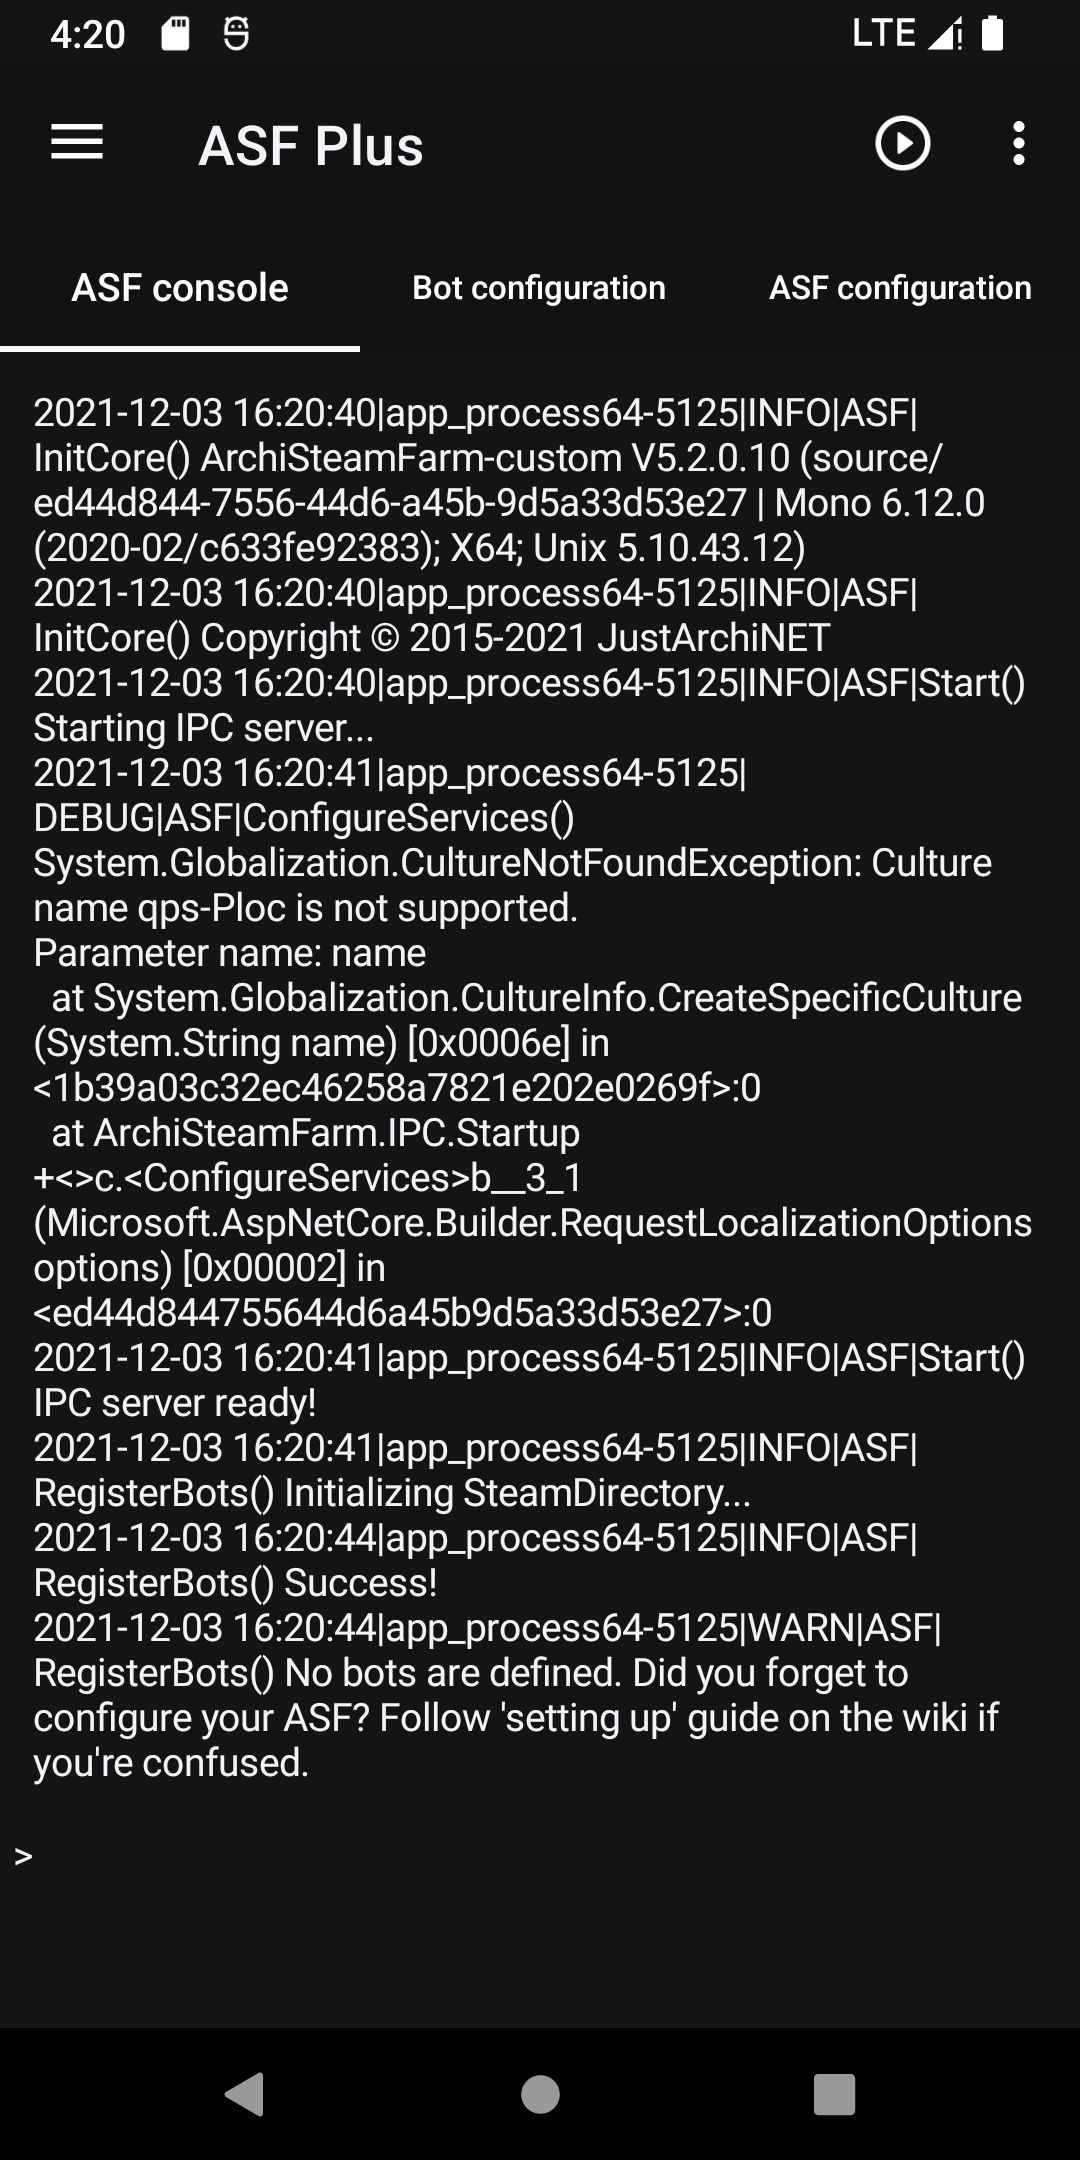 4:20
LTE
ASF Plus
ASF console
Bot configuration
ASF configuration
2021-12-03 16:20:40|app_process64-5125|INFO|ASF|
InitCore() ArchiSteamFarm-custom V5.2.0.10 (source/
ed44d844-7556-44d6-a45b-9d5a33d53e27 | Mono 6.12.0
(2020-02/c633fe92383); X64; Unix 5.10.43.12)
2021-12-03 16:20:40|app_process64-5125|INFO|ASF|
InitCore() Copyright © 2015-2021 JustArchiNET
2021-12-03 16:20:40|app_process64-5125|INFO|ASF|Start()
Starting IPC server...
2021-12-03 16:20:41|app_process64-5125|
DEBUG|ASF|ConfigureServices()
System.Globalization.CultureNotFoundException: Culture
name qps-Ploc is not supported.
Parameter name: name
at System.Globalization.CultureInfo.CreateSpecificCulture
(System.String name) [0x0006e] in
<1b39a03c32ec46258a7821e202e0269f>:0
at ArchiSteamFarm.IPC.Startup
+<>c.<ConfigureServices>b__3_1
(Microsoft.AspNetCore.Builder.RequestLocalizationOptions
options) [0x00002] in
<ed44d844755644d6a45b9d5a33d53e27>:0
2021-12-03 16:20:41|app_process64-5125|INFO|ASF|Start()
IPC server ready!
2021-12-03 16:20:41|app_process64-5125|INFO|ASF|
RegisterBots() Initializing SteamDirectory...
2021-12-03 16:20:44|app_process64-5125|INFO|ASF|
RegisterBots() Success!
2021-12-03 16:20:44|app_process64-5125|WARN|ASF|
RegisterBots() No bots are defined. Did you forget to
configure your ASF? Follow 'setting up' guide on the wiki if
you're confused.
>